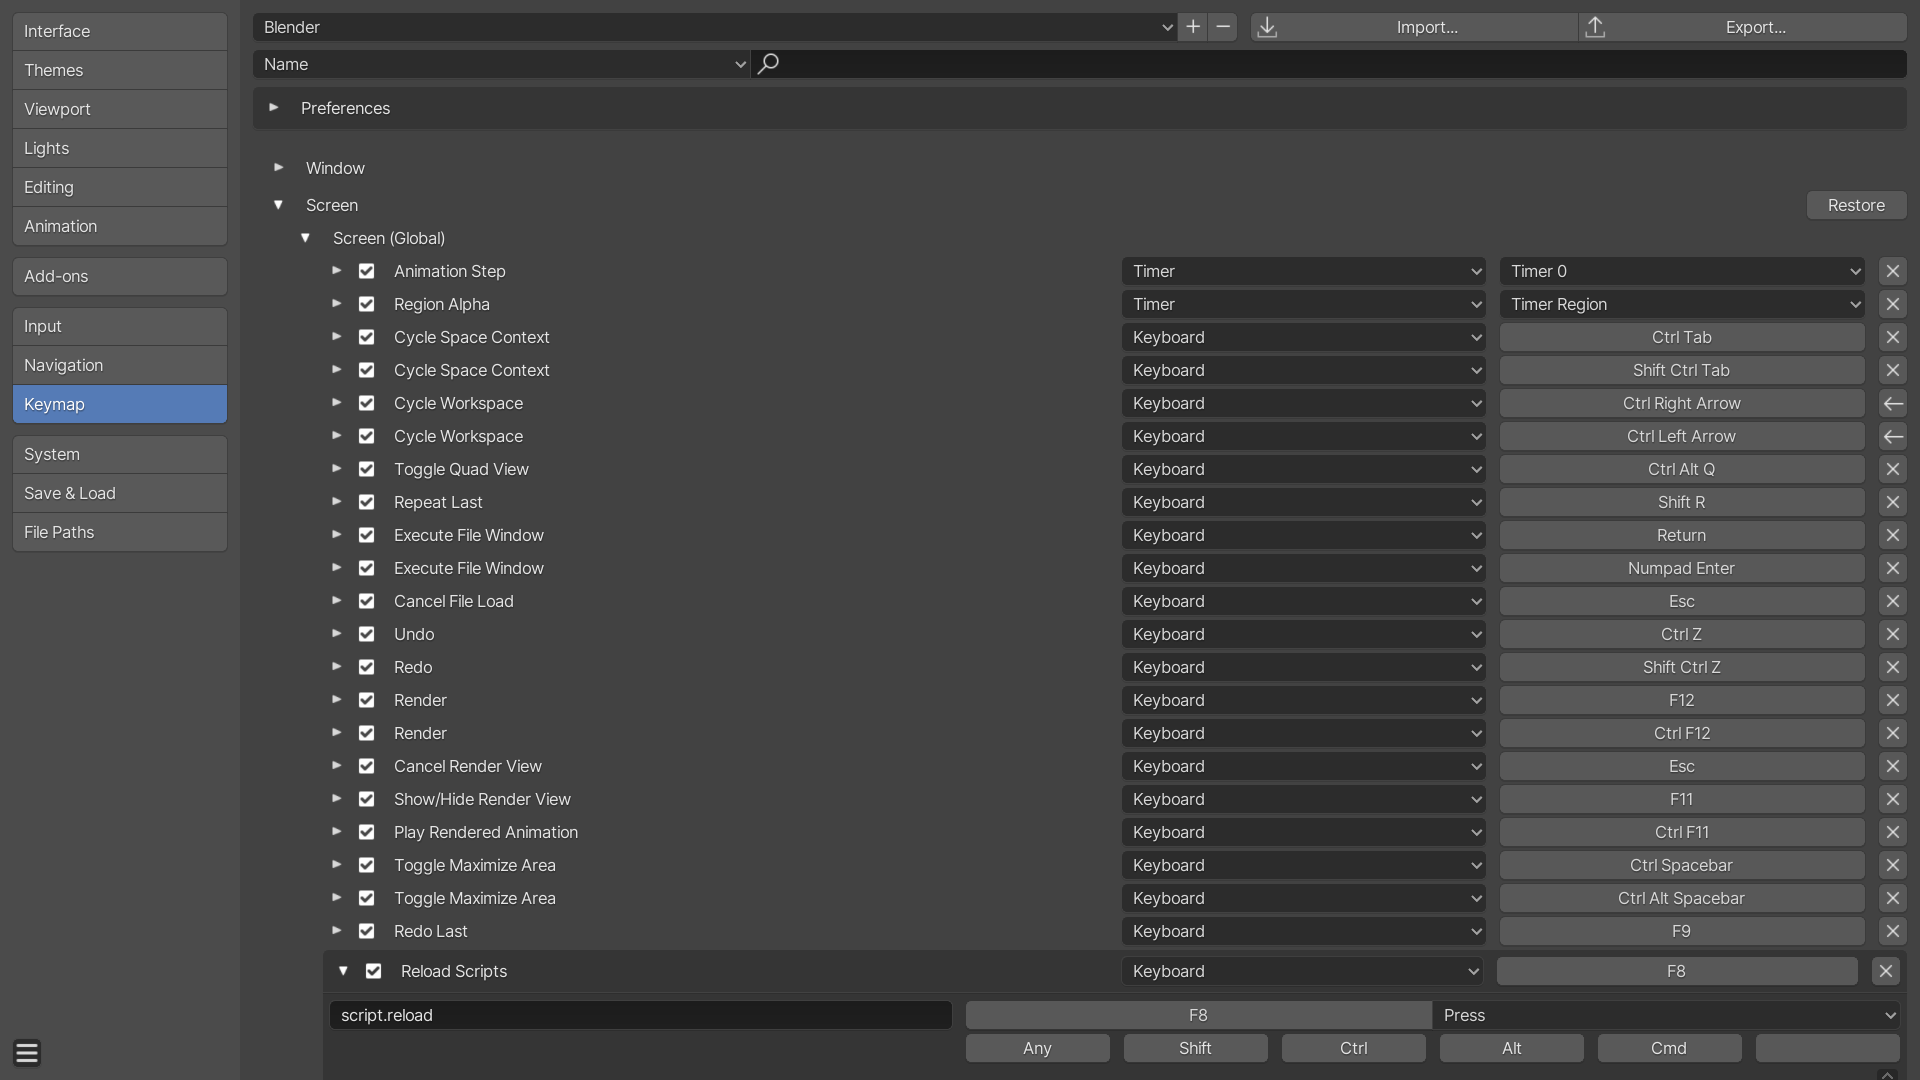 Interface
Themes
Viewport
Lights
Editing
Animation
Add-ons
Input
Navigation
Keymap
System
Save & Load
File Paths
Blender
Import...
Export...
Name
Preferences
Window
Screen
Restore
Screen (Global)
Animation Step Timer Timer 0
Region Alpha Timer Timer Region
Cycle Space Context Keyboard Ctrl Tab
Cycle Space Context Keyboard Shift Ctrl Tab
Cycle Workspace Keyboard Ctrl Right Arrow
Cycle Workspace Keyboard Ctrl Left Arrow
Toggle Quad View Keyboard Ctrl Alt Q
Repeat Last Keyboard Shift R
Execute File Window Keyboard Return
Execute File Window Keyboard Numpad Enter
Cancel File Load Keyboard Esc
Undo Keyboard Ctrl Z
Redo Keyboard Shift Ctrl Z
Render Keyboard F12
Render Keyboard Ctrl F12
Cancel Render View Keyboard Esc
Show/Hide Render View Keyboard F11
Play Rendered Animation Keyboard Ctrl F11
Toggle Maximize Area Keyboard Ctrl Spacebar
Toggle Maximize Area Keyboard Ctrl Alt Spacebar
Redo Last Keyboard F9
Reload Scripts Keyboard F8
script.reload F8 Press
Any Shift Ctrl Alt Cmd